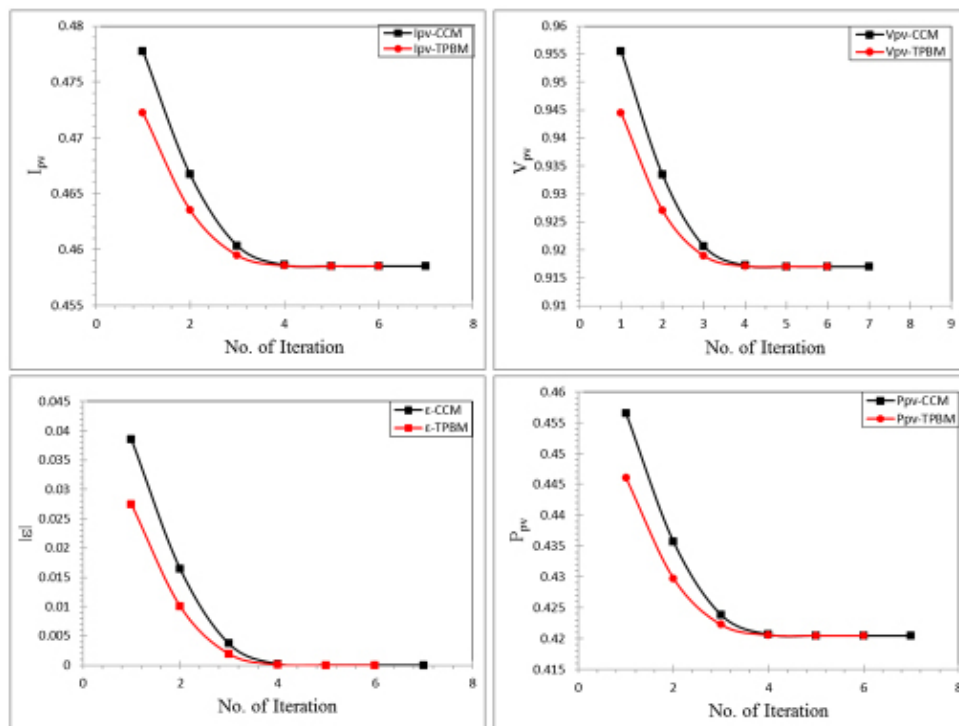 0.48
0.475
0.47
0.465
0.46
0.455
I_pv
0 2 4 6 8
No. of Iteration
Ipv-CCM
Ipv-TPBM
0.96
0.955
0.95
0.945
0.94
0.935
0.93
0.925
0.92
0.915
0.91
V_pv
0 1 2 3 4 5 6 7 8 9
No. of Iteration
Vpv-CCM
Vpv-TPBM
0.045
0.04
0.035
0.03
0.025
0.02
0.015
0.01
0.005
0
|ε|
0 2 4 6 8
No. of Iteration
ε-CCM
ε-TPBM
0.46
0.455
0.45
0.445
0.44
0.435
0.43
0.425
0.42
0.415
P_pv
0 2 4 6 8
No. of Iteration
Ppv-CCM
Ppv-TPBM